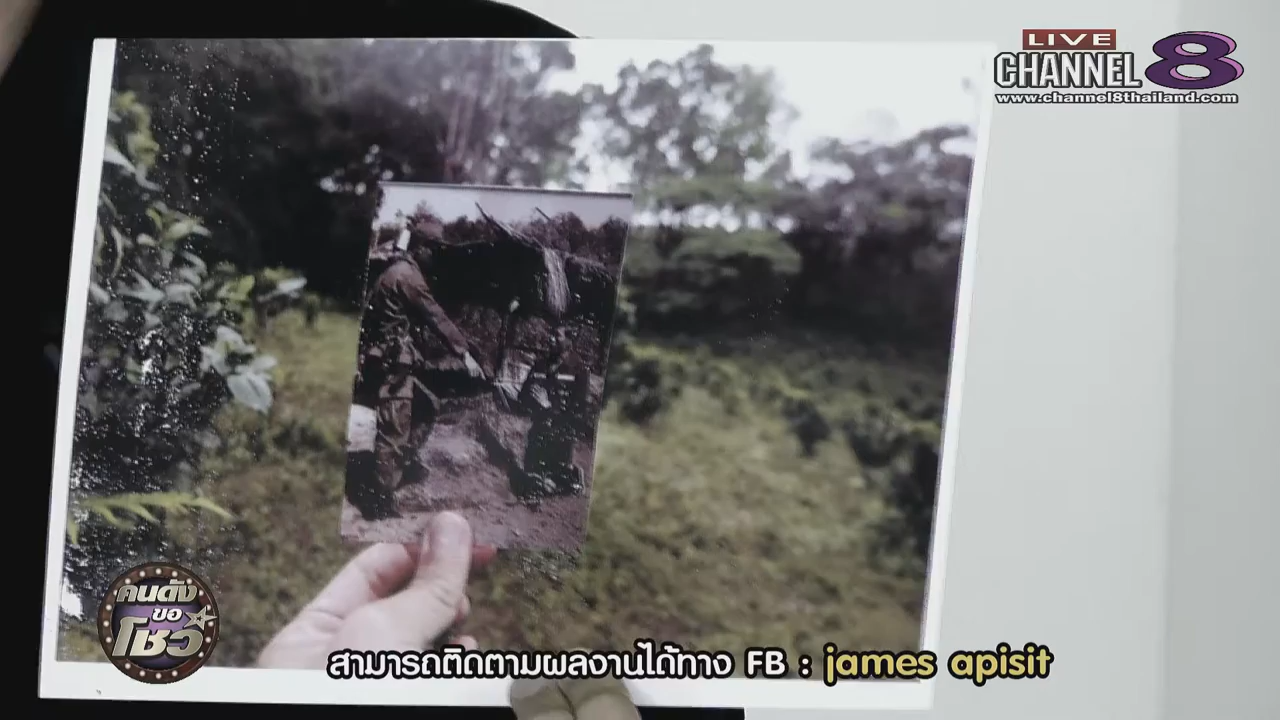 LIVE
CHANNEL 8
www.channel8thailand.com
คนดัง
ขอ
โชว์
สามารถติดตามผลงานได้ทาง FB : james apisit